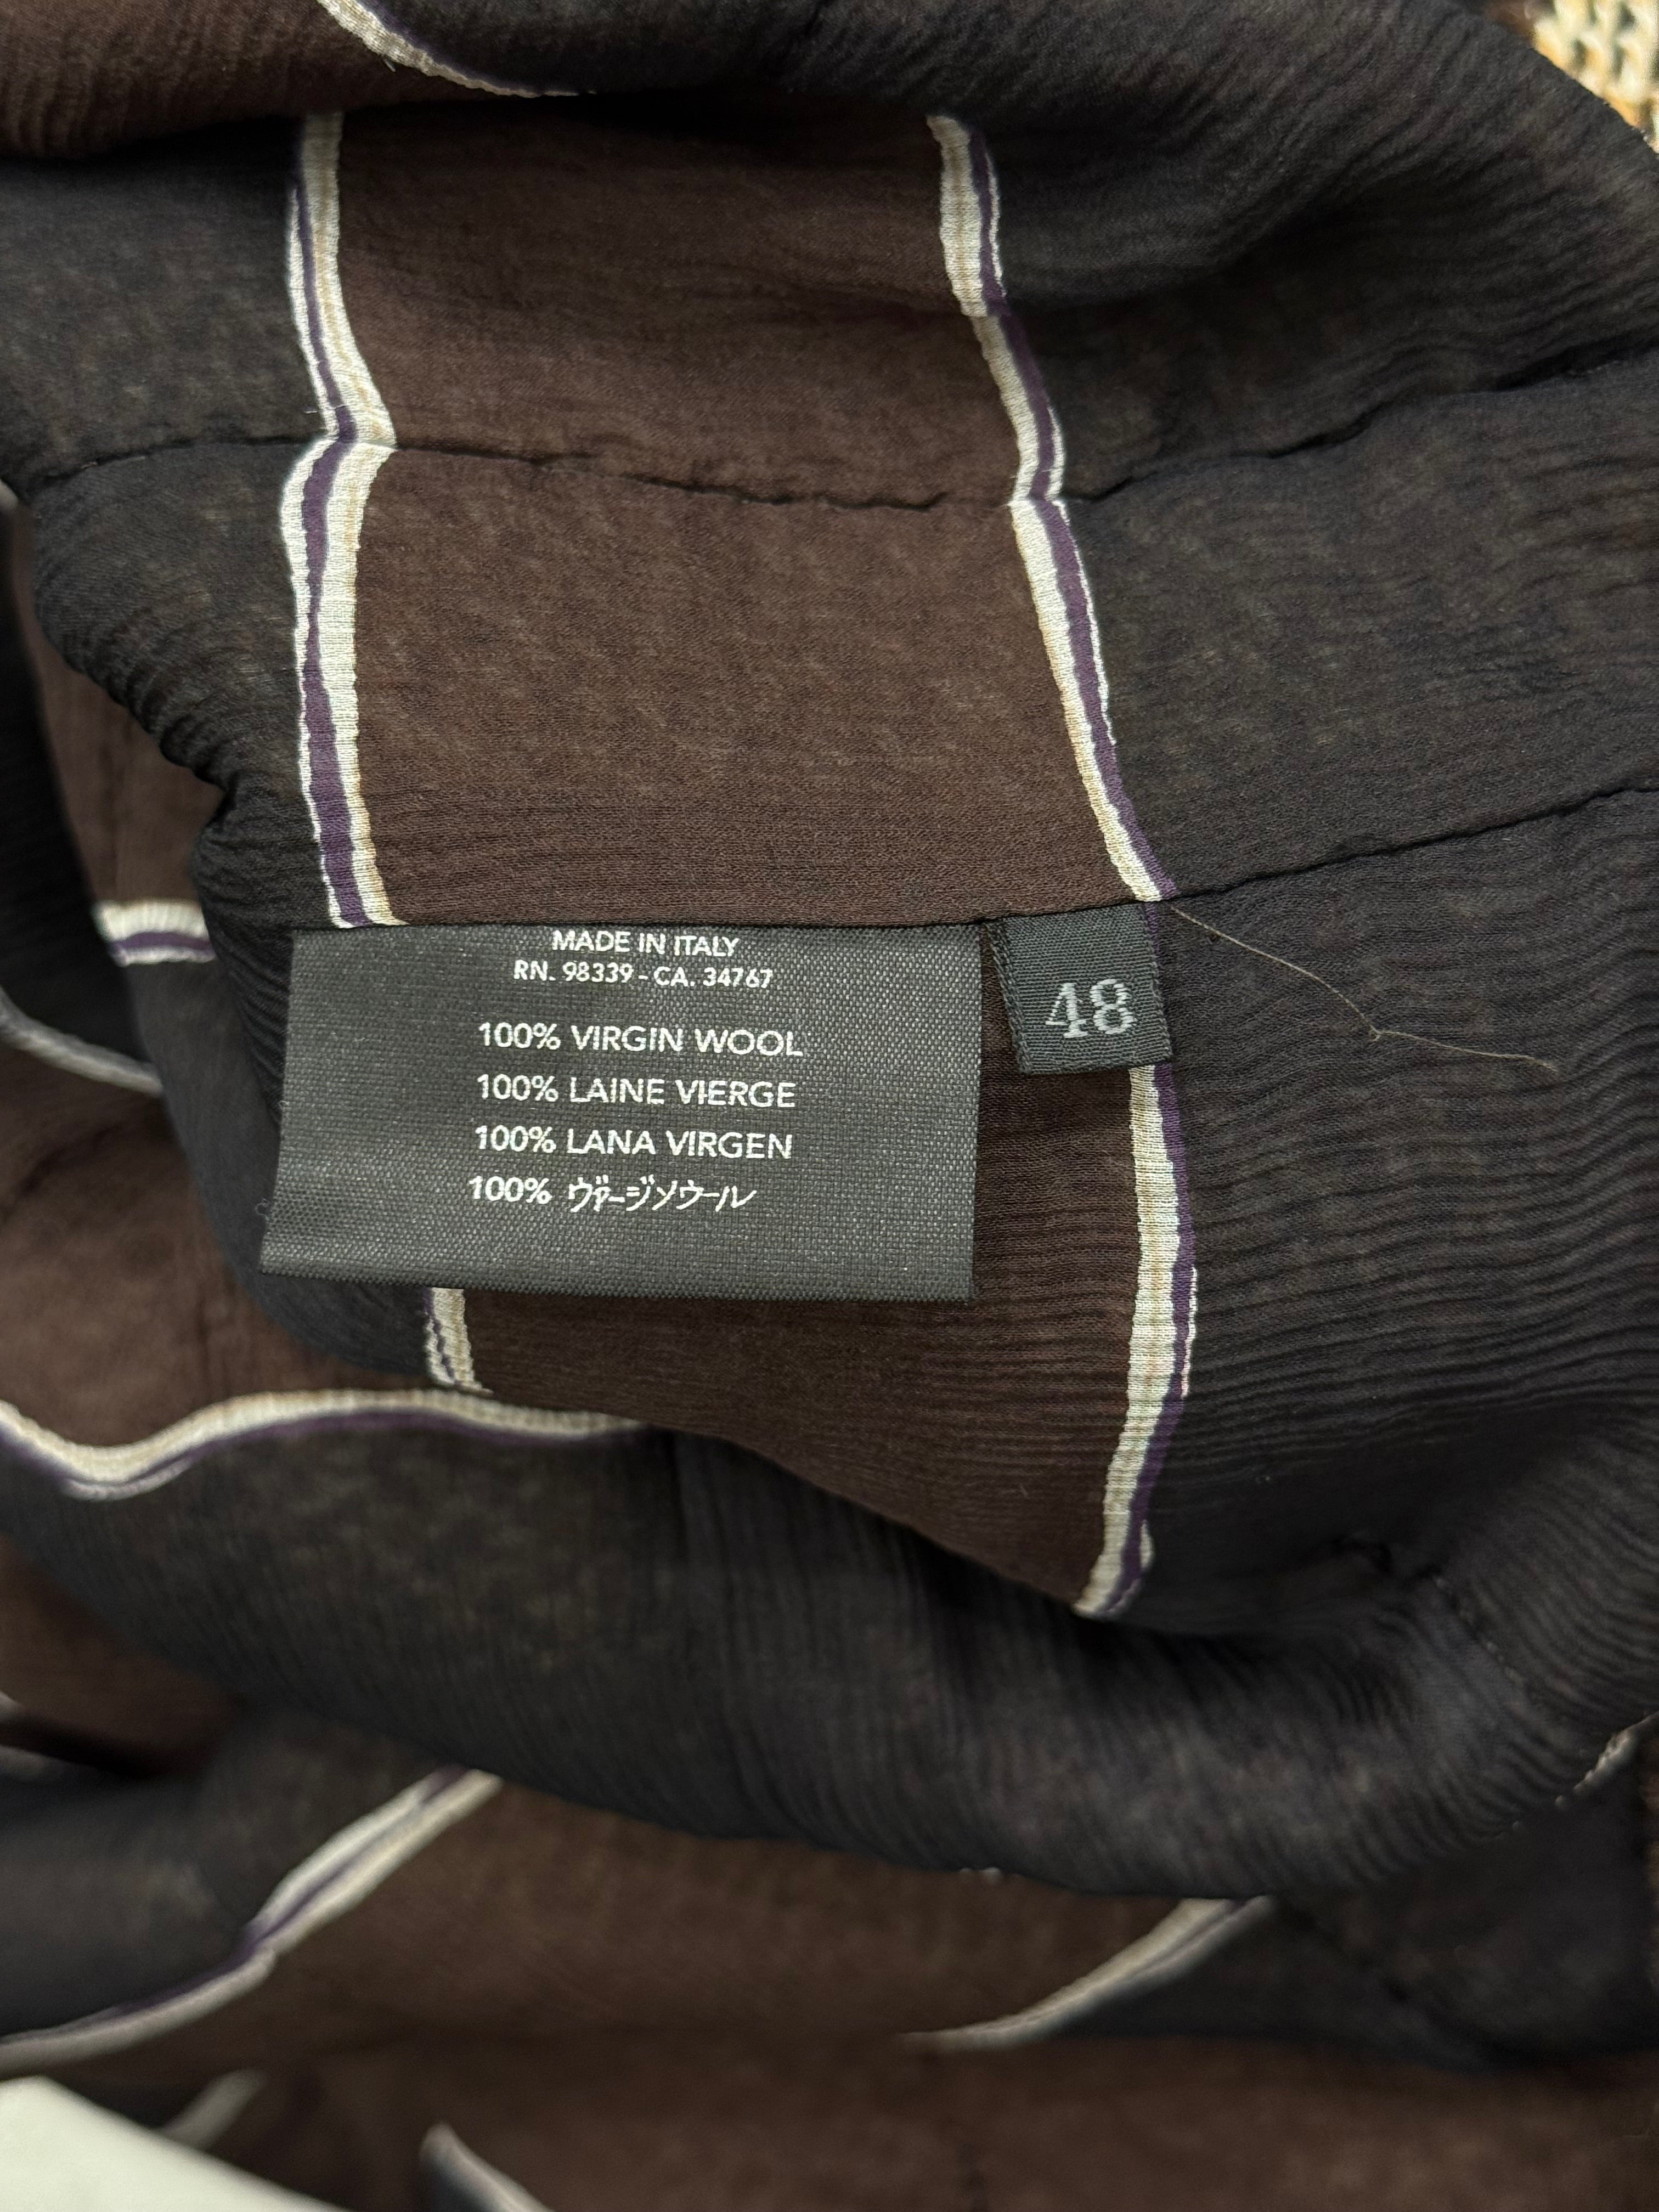 MADE IN ITALY
RN. 98339 - CA. 34767
100% VIRGIN WOOL
100% LAINE VIERGE
100% LANA VIRGEN
100% ヴァージンウール
48